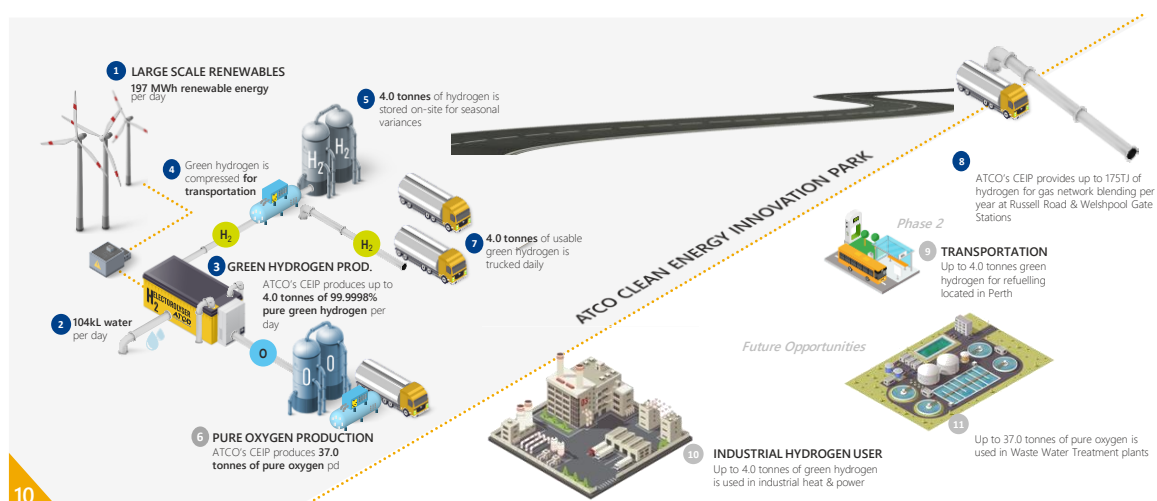 1
LARGE SCALE RENEWABLES
197 MWh renewable energy
per day
5
4.0 tonnes of hydrogen is
stored on-site for seasonal
variances
4
Green hydrogen is
compressed for
transportation
H2
H2
H2
H2
7
4.0 tonnes of usable
green hydrogen is
trucked daily
3
GREEN HYDROGEN PROD.
ATCO's CEIP produces up to
4.0 tonnes of 99.9998%
pure green hydrogen per
day
H2
ELECTOROLYSER
ATCO
2
104kL water
per day
O
O
O
6
PURE OXYGEN PRODUCTION
ATCO's CEIP produces 37.0
tonnes of pure oxygen pd
ATCO CLEAN ENERGY INNOVATION PARK
8
ATCO's CEIP provides up to 175TJ of
hydrogen for gas network blending per
year at Russell Road & Welshpool Gate
Stations
Phase 2
9
TRANSPORTATION
Up to 4.0 tonnes green
hydrogen for refuelling
located in Perth
Future Opportunities
10
INDUSTRIAL HYDROGEN USER
Up to 4.0 tonnes of green hydrogen
is used in industrial heat & power
11
Up to 37.0 tonnes of pure oxygen is
used in Waste Water Treatment plants
10